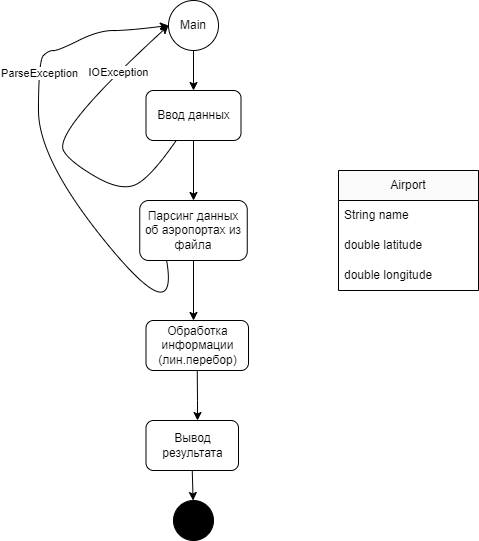 Main
ParseException
IOException
Ввод данных
Парсинг данных
об аэропортах из
файла
Обработка
информации
(лин.перебор)
Вывод
результата
Airport
String name
double latitude
double longitude